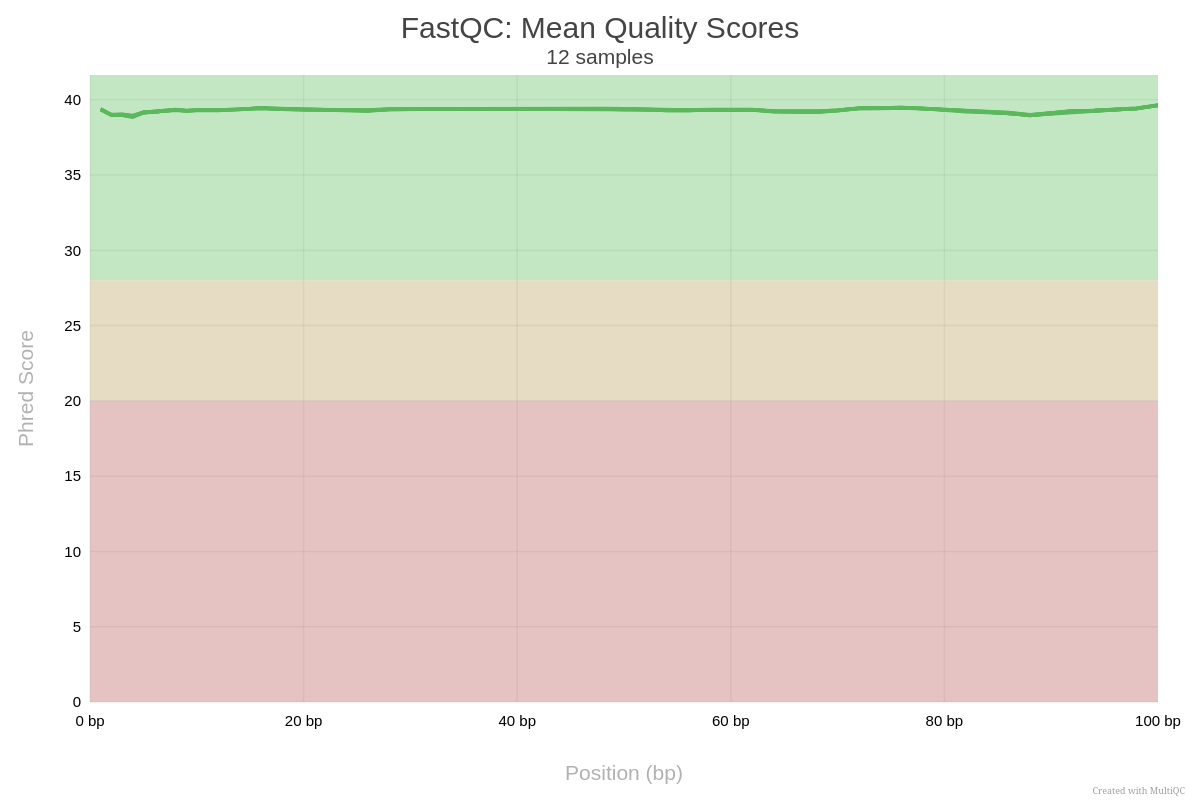 FastQC: Mean Quality Scores
12 samples
Phred Score
40
35
30
25
20
15
10
5
0
0 bp 20 bp 40 bp 60 bp 80 bp 100 bp
Position (bp)
Created with MultiQC